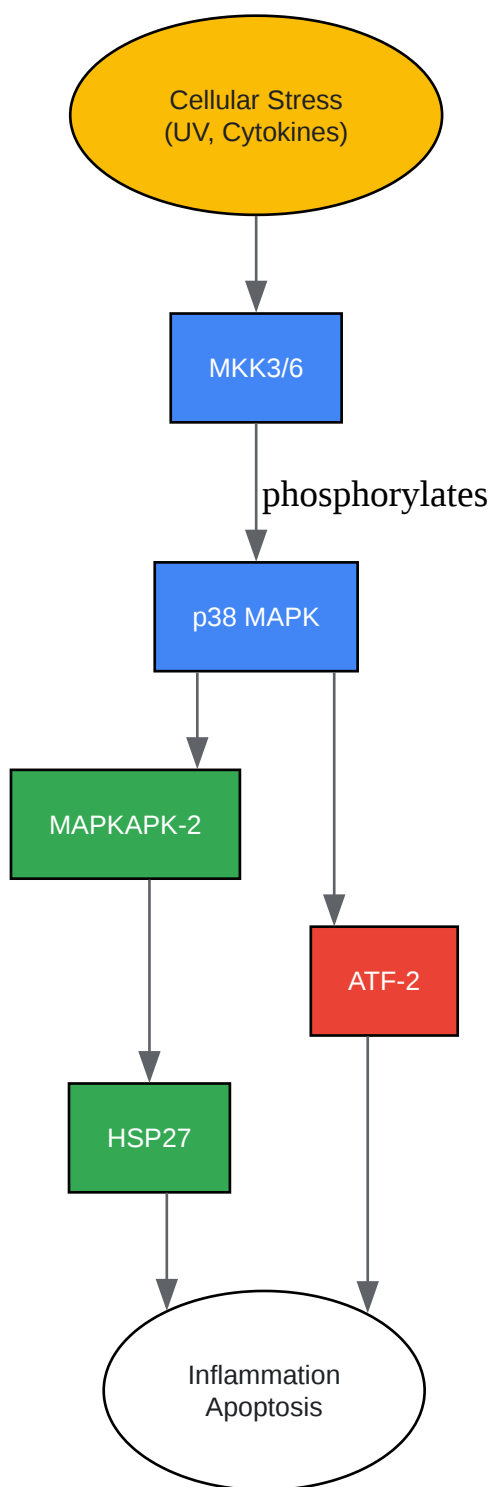 Cellular Stress
(UV, Cytokines)
MKK3/6
phosphorylates
p38 MAPK
MAPKAPK-2
ATF-2
HSP27
Inflammation
Apoptosis